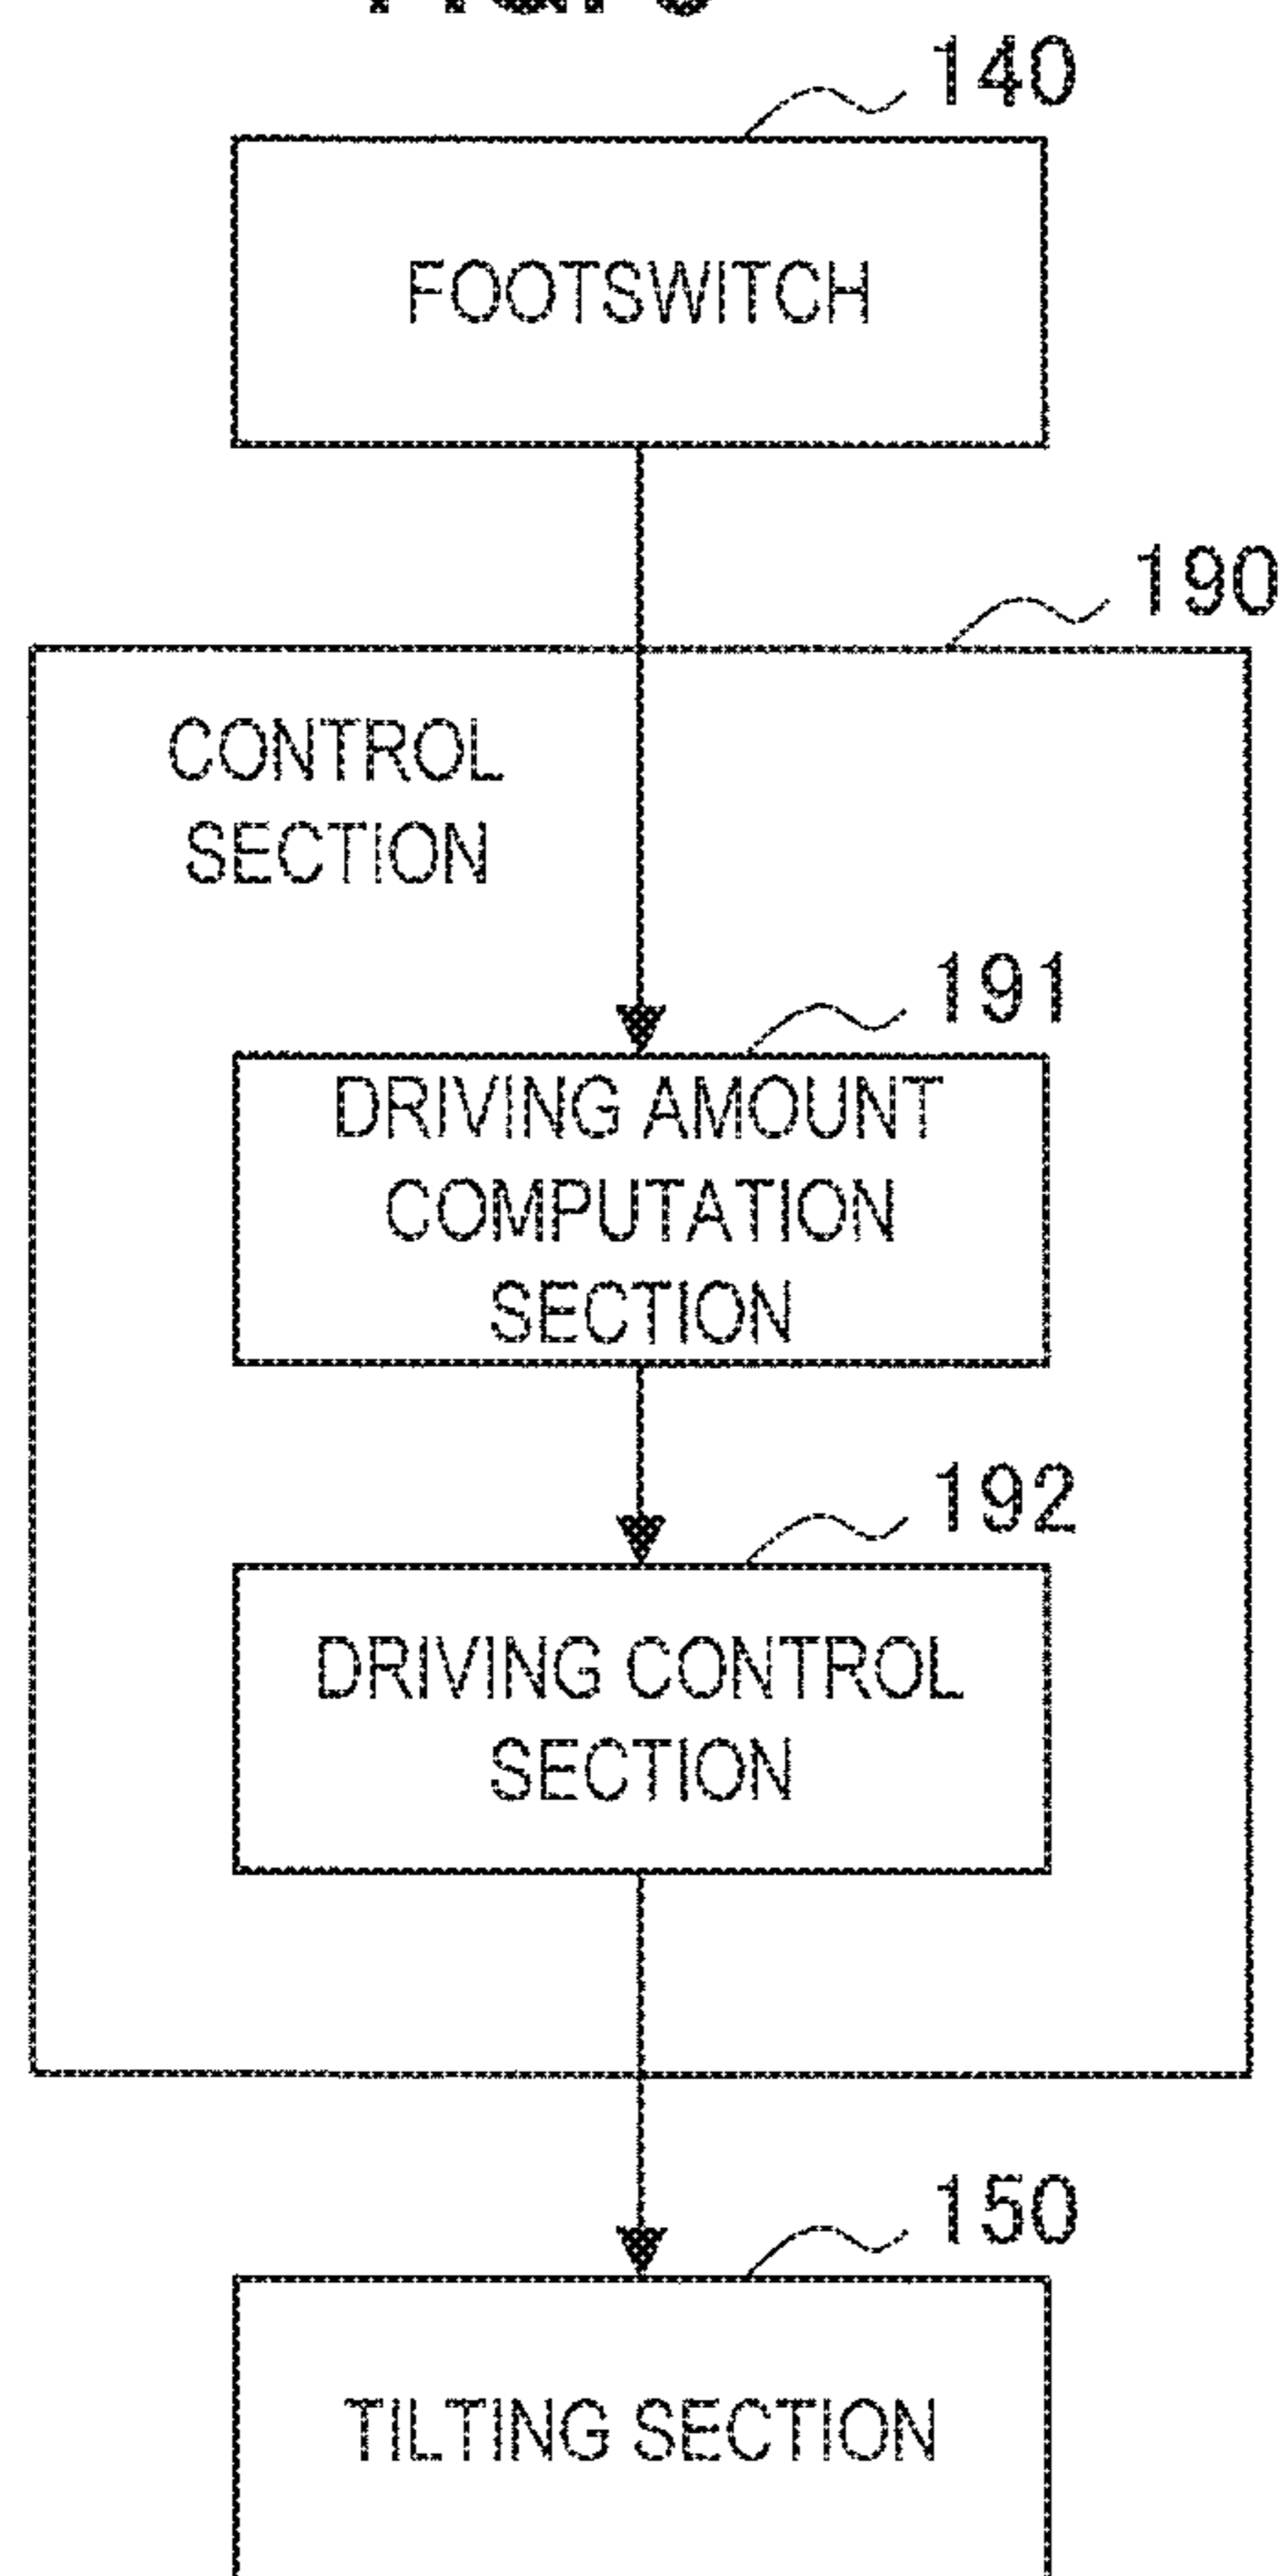 140
FOOTSWITCH
190
CONTROL
SECTION
191
DRIVING AMOUNT
COMPUTATION
SECTION
192
DRIVING CONTROL
SECTION
150
TILTING SECTION